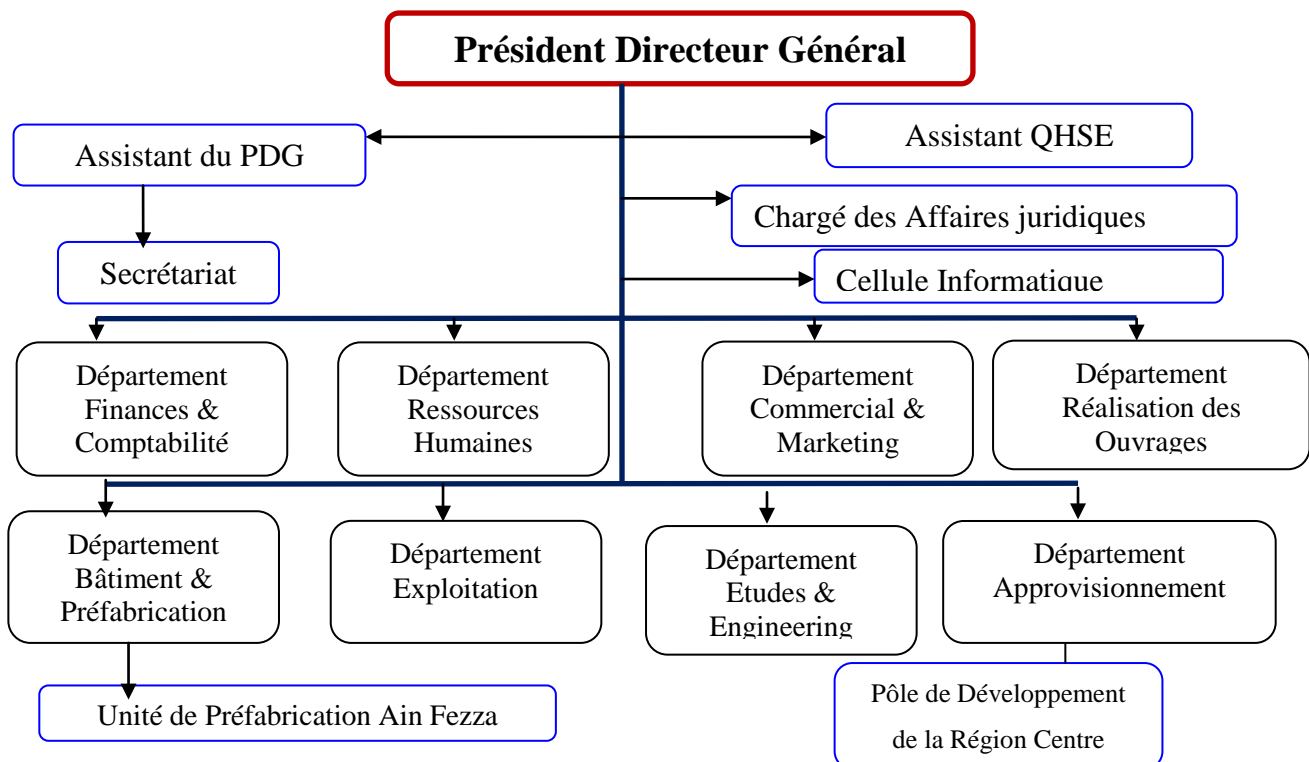 Président Directeur Général
Assistant du PDG
Assistant QHSE
Chargé des Affaires juridiques
Secrétariat
Cellule Informatique
Département
Finances &
Comptabilité
Département
Ressources
Humaines
Département
Commercial &
Marketing
Département
Réalisation des
Ouvrages
Département
Bâtiment &
Préfabrication
Département
Exploitation
Département
Etudes &
Engineering
Département
Approvisionnement
Unité de Préfabrication Ain Fezza
Pôle de Développement
de la Région Centre